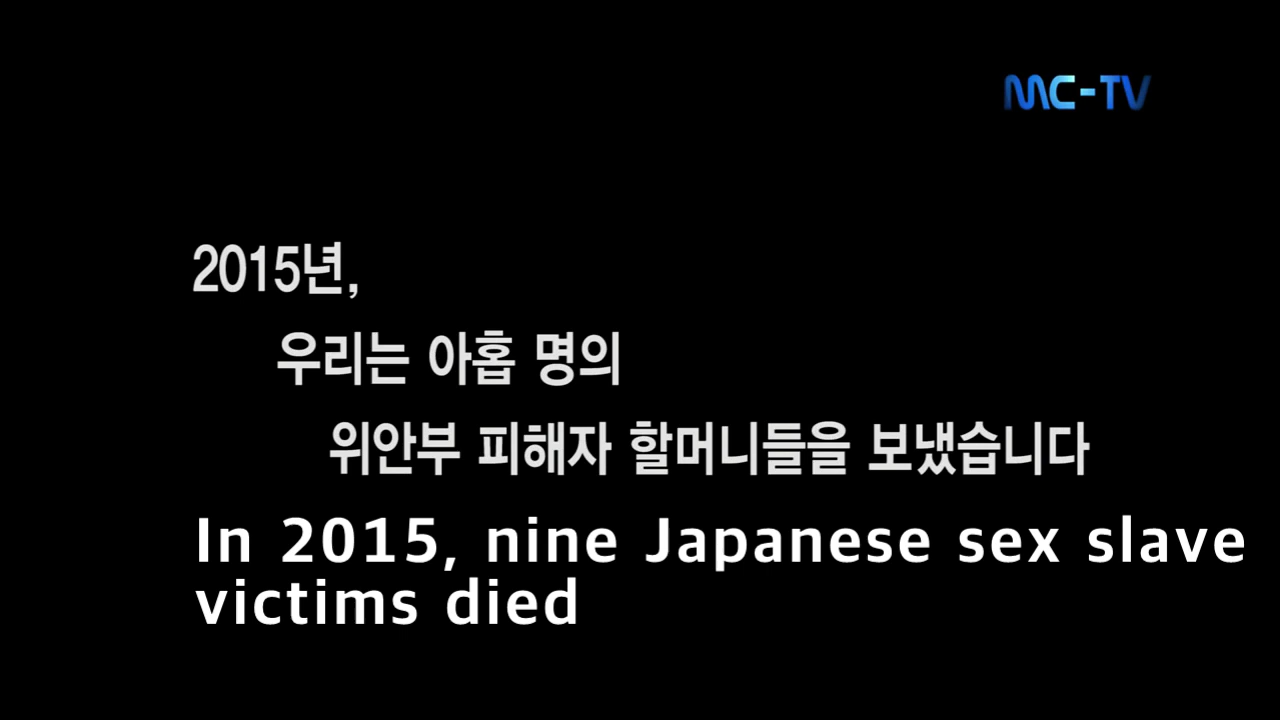 MC-TV
2015년,
우리는 아홉 명의
위안부 피해자 할머니들을 보냈습니다
In 2015, nine Japanese sex slave
victims died